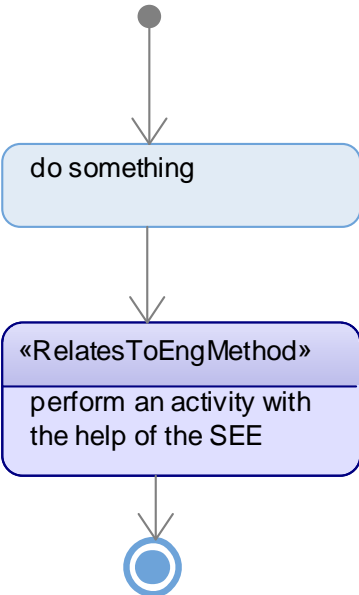 do something
«RelatesToEngMethod»
perform an activity with
the help of the SEE